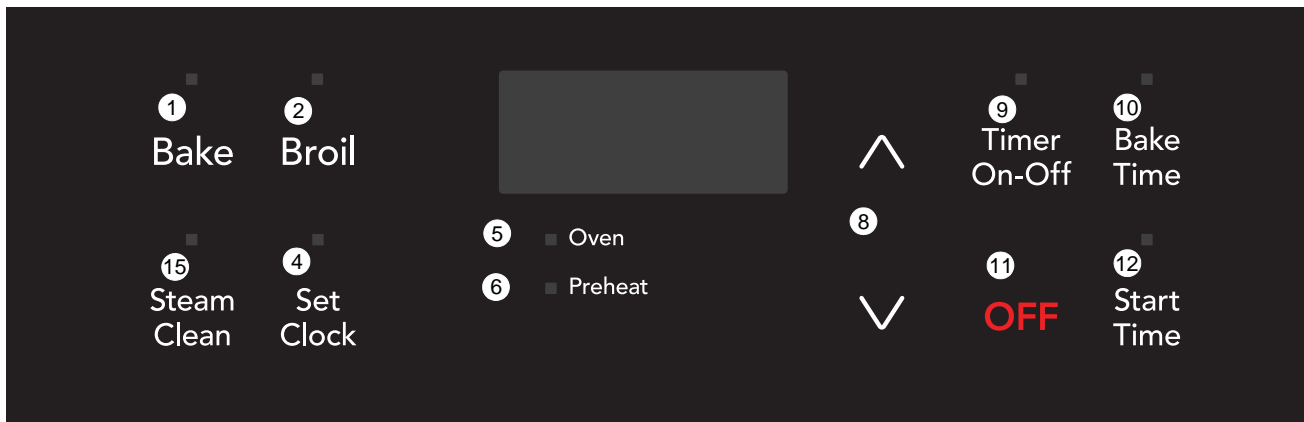 1
2
Bake
Broil
9
10
Timer
On-Off
Bake
Time
5
Oven
6
Preheat
8
15
4
Steam
Clean
Set
Clock
11
OFF
12
Start
Time